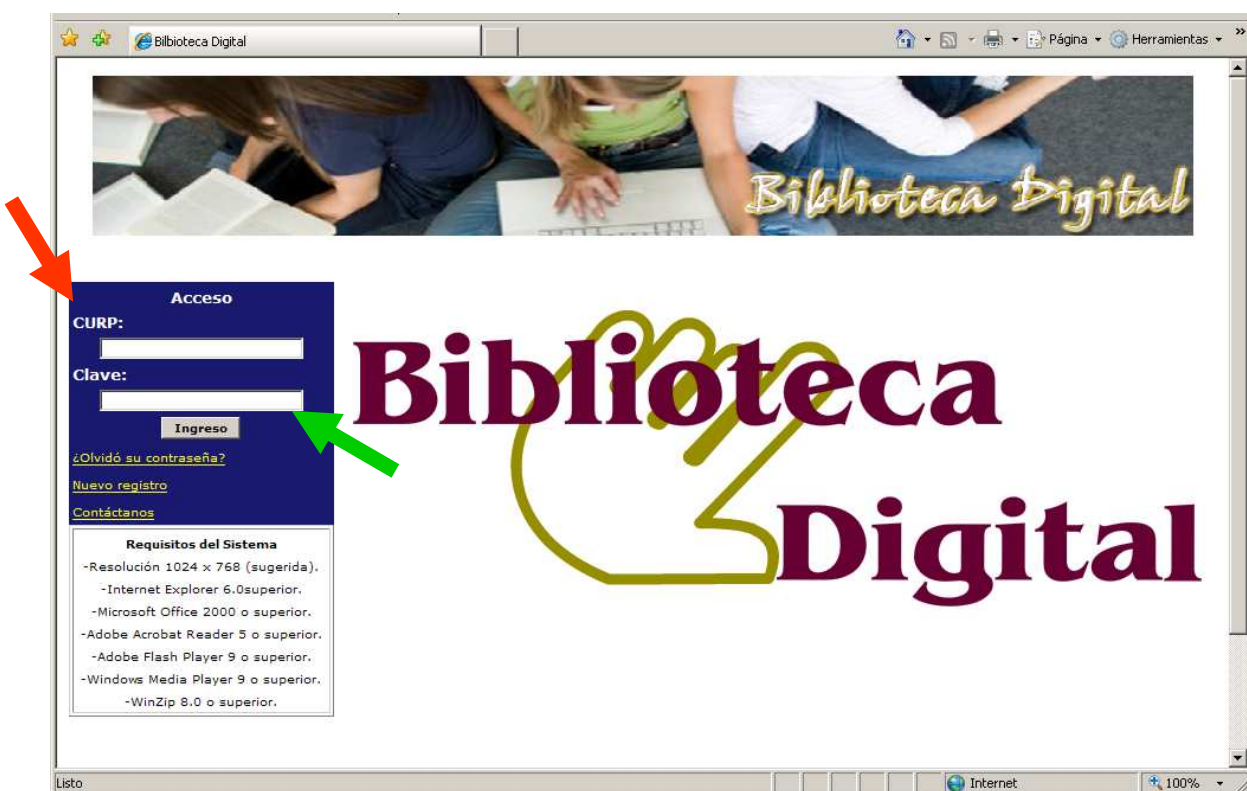 Bilbioteca Digital
Página
Herramientas
»
Biblioteca Digital
Acceso
CURP:
Clave:
Ingreso
¿Olvidó su contraseña?
Nuevo registro
Contáctanos
Requisitos del Sistema
-Resolución 1024 x 768 (sugerida).
-Internet Explorer 6.0superior.
-Microsoft Office 2000 o superior.
-Adobe Acrobat Reader 5 o superior.
-Adobe Flash Player 9 o superior.
-Windows Media Player 9 o superior.
-WinZip 8.0 o superior.
Biblioteca
Digital
Listo
Internet
100%